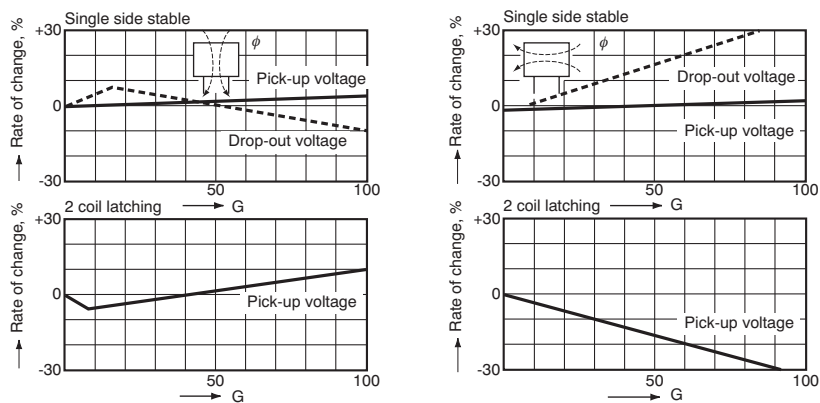 Single side stable
+30
0
-30
Rate of change, %
ϕ
Pick-up voltage
Drop-out voltage
50
100
G
Single side stable
+30
0
-30
Rate of change, %
ϕ
Drop-out voltage
Pick-up voltage
50
100
G
2 coil latching
+30
0
-30
Rate of change, %
Pick-up voltage
50
100
G
2 coil latching
+30
0
-30
Rate of change, %
Pick-up voltage
50
100
G